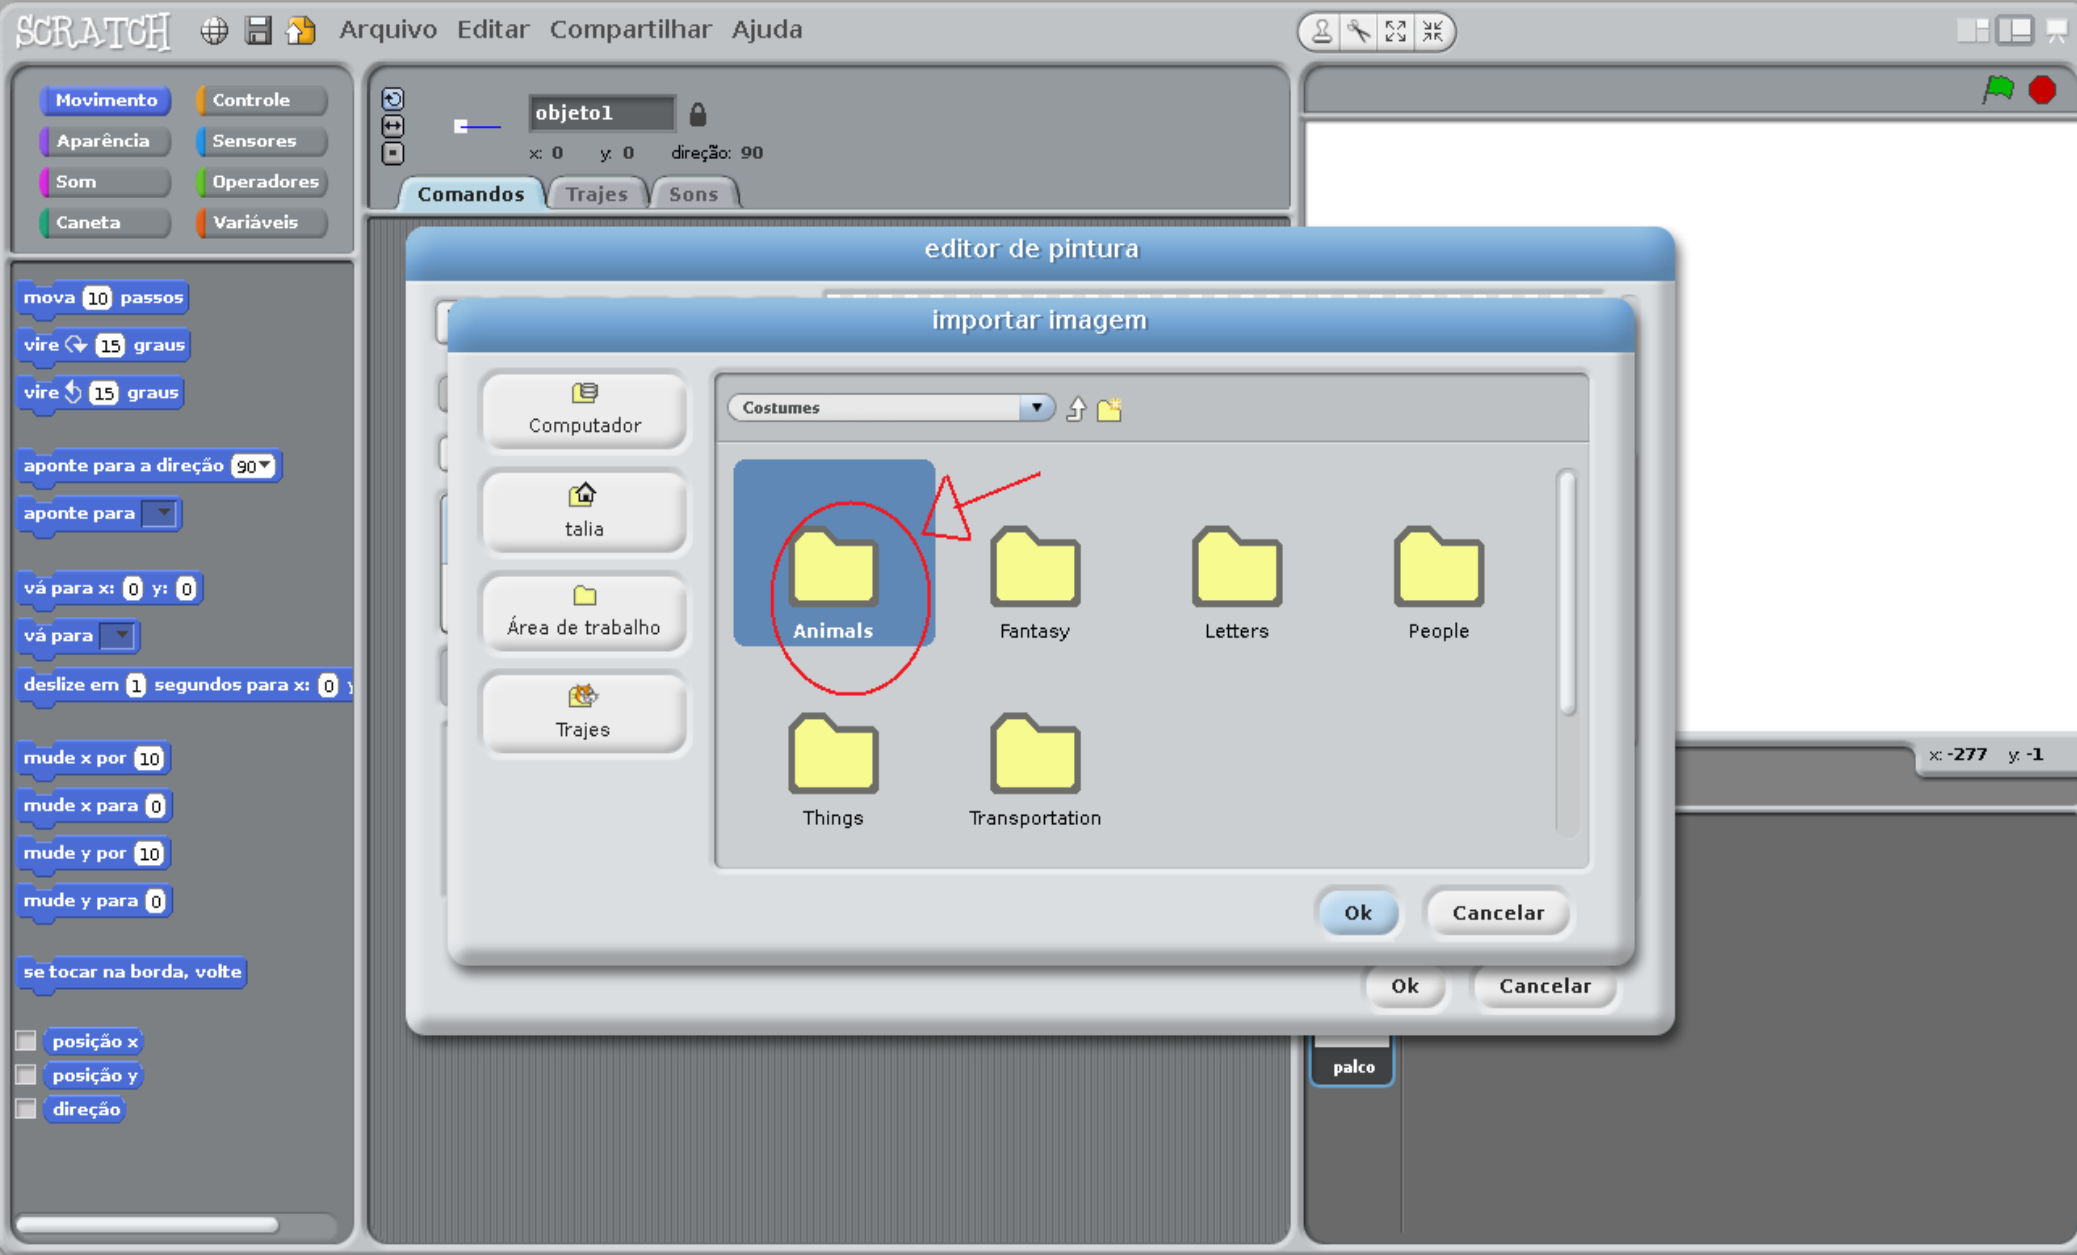 SCRATCH Arquivo Editar Compartilhar Ajuda
Movimento Controle
Aparência Sensores
Som Operadores
Caneta Variáveis
objeto1
x: 0 y: 0 direção: 90
Comandos Trajes Sons
mova 10 passos
vire 15 graus
vire 15 graus
aponte para a direção 90
aponte para
vá para x: 0 y: 0
vá para
deslize em 1 segundos para x: 0 y
mude x por 10
mude x para 0
mude y por 10
mude y para 0
se tocar na borda, volte
posição x
posição y
direção
editor de pintura
importar imagem
Computador
talia
Área de trabalho
Trajes
Costumes
Animals Fantasy Letters People
Things Transportation
Ok Cancelar
Ok Cancelar
x: -277 y: -1
palco